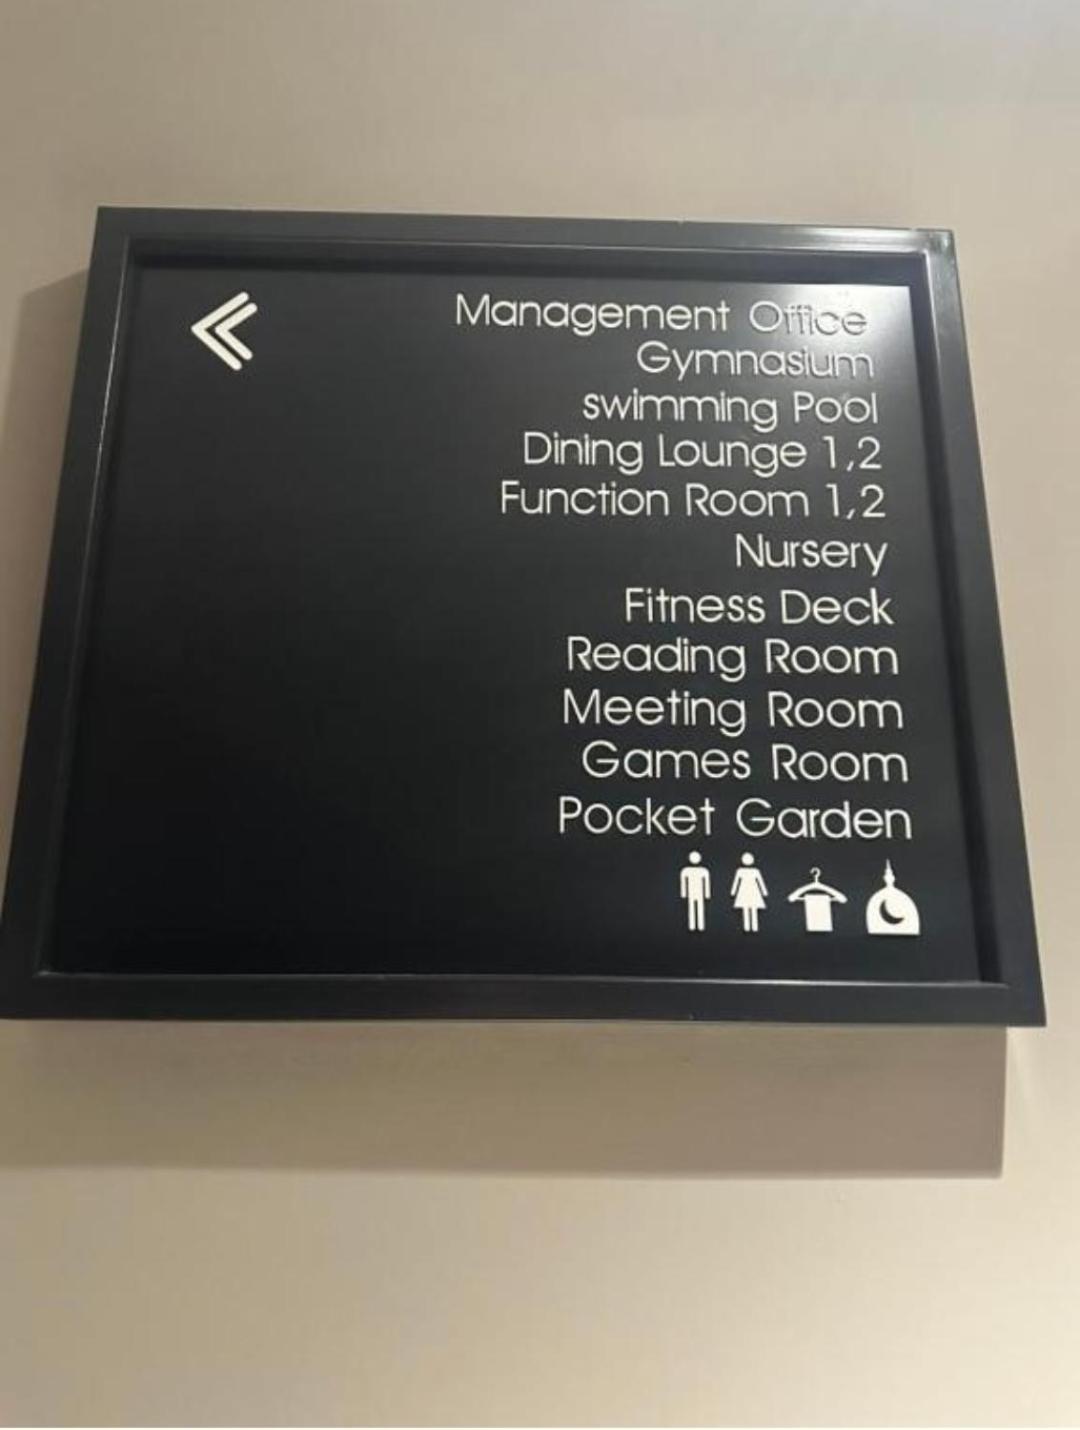 Management Office
Gymnasium
swimming Pool
Dining Lounge 1,2
Function Room 1,2
Nursery
Fitness Deck
Reading Room
Meeting Room
Games Room
Pocket Garden